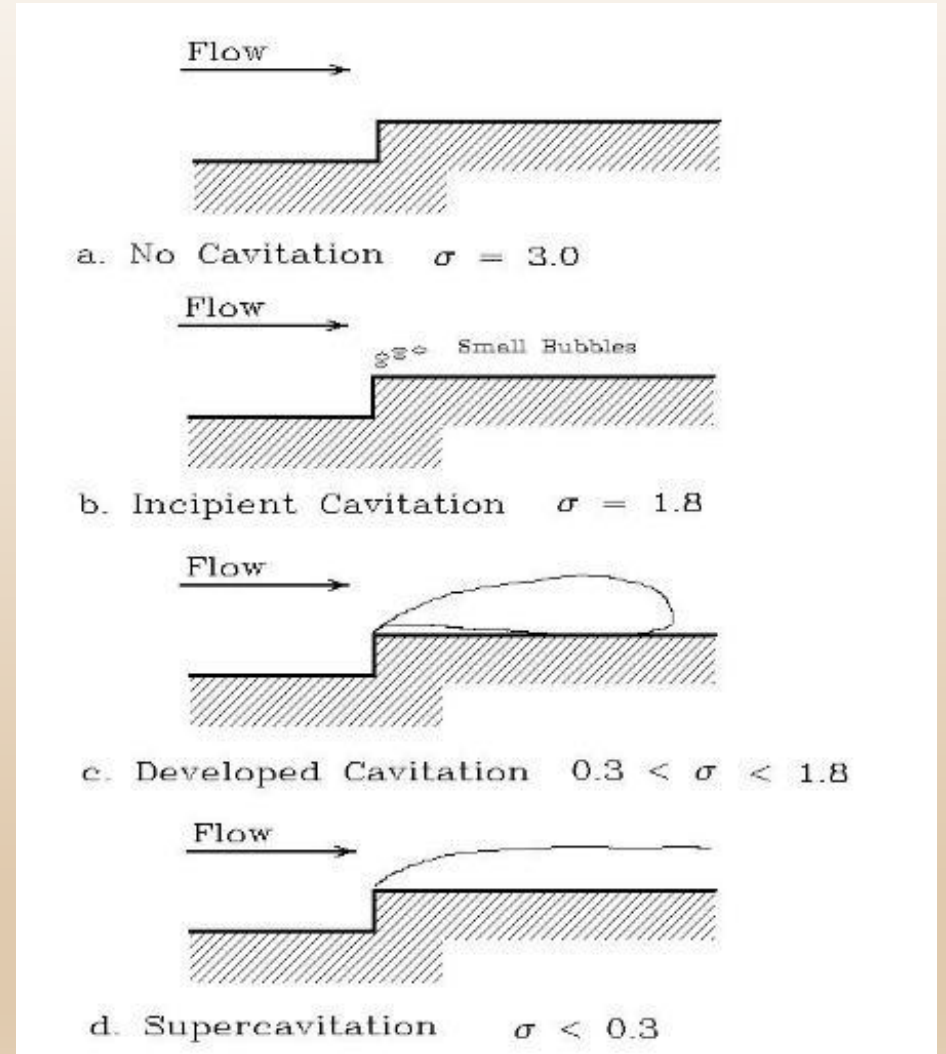 Flow
a. No Cavitation σ = 3.0
Flow
Small Bubbles
b. Incipient Cavitation σ = 1.8
Flow
c. Developed Cavitation 0.3 < σ < 1.8
Flow
d. Supercavitation σ < 0.3